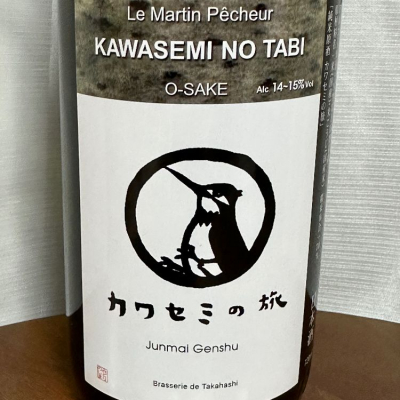 Le Martin Pêcheur
KAWASEMI NO TABI
O-SAKE
Alc 14~15% Vol
カワセミの旅
Junmai Genshu
Brasserie de Takahashi